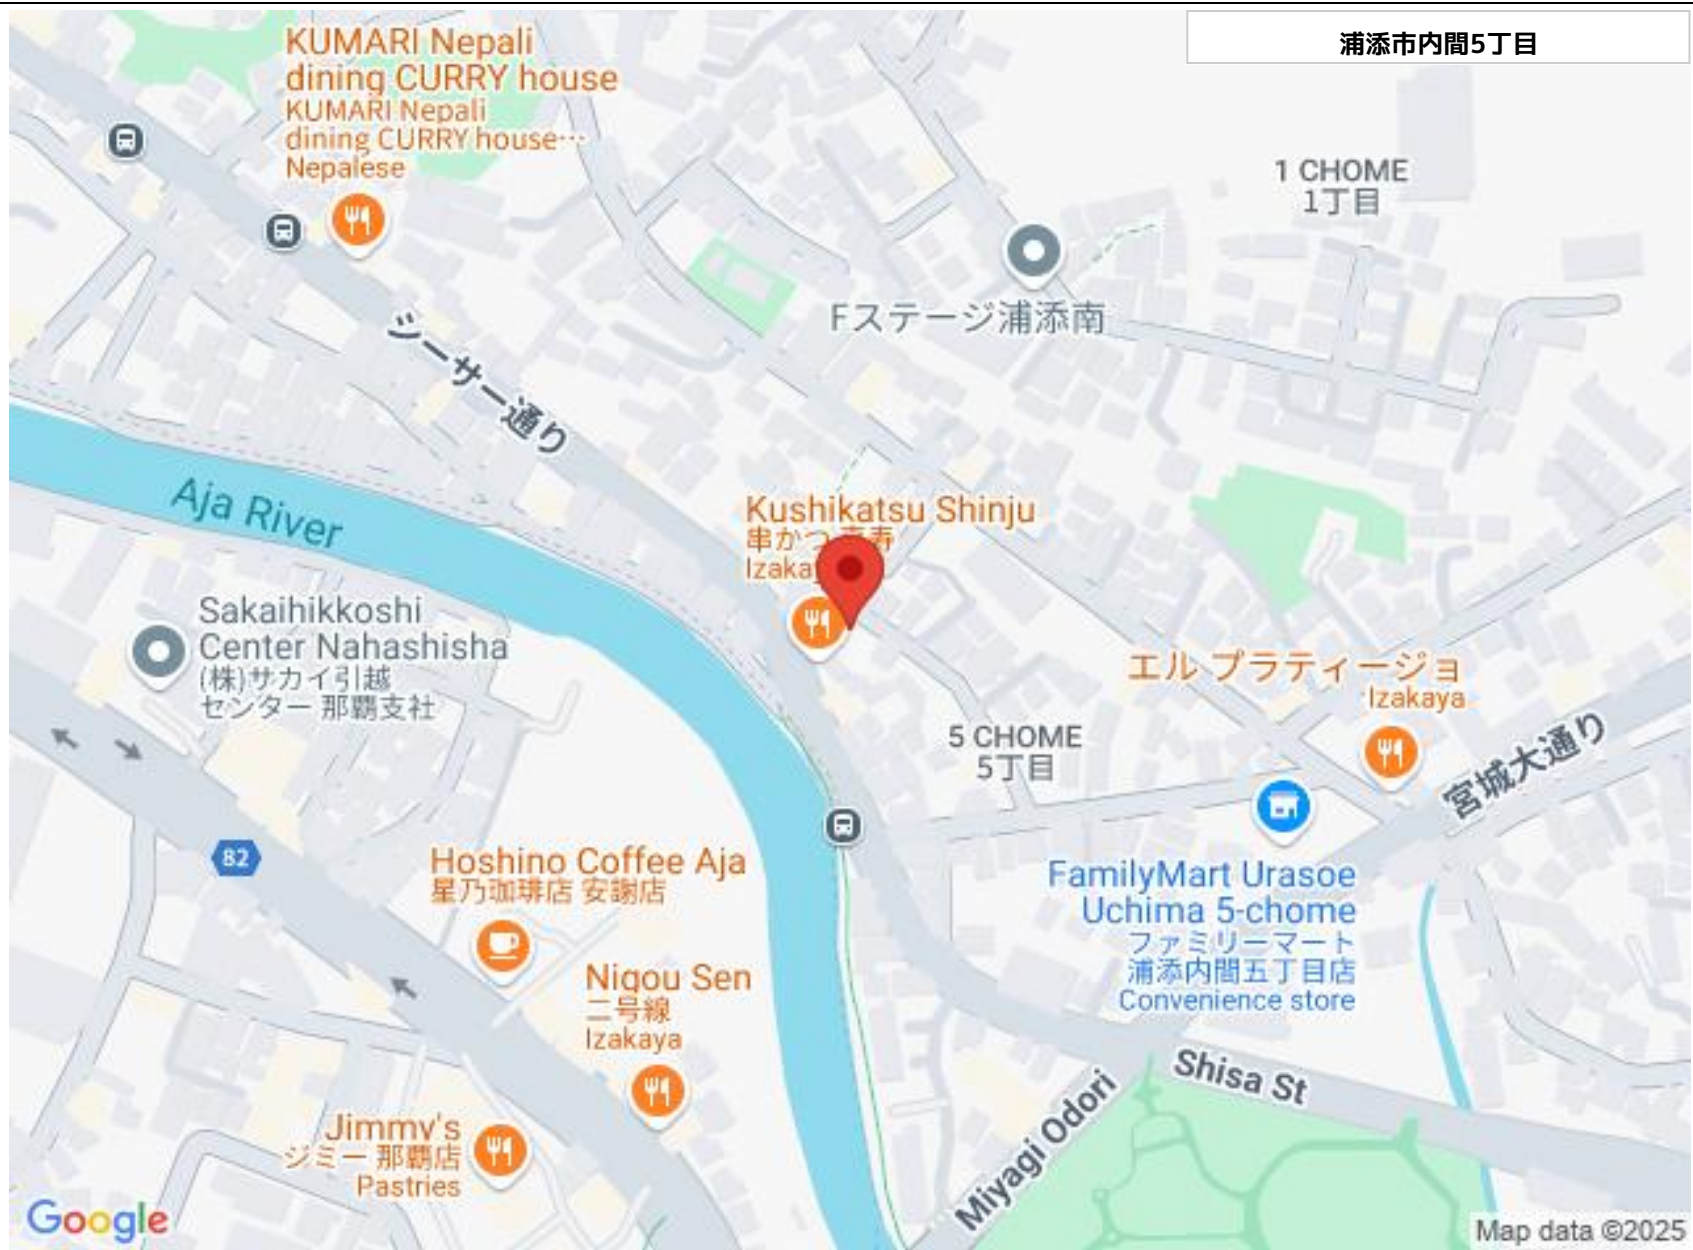 浦添市内間5丁目
KUMARI Nepali
dining CURRY house
KUMARI Nepali
dining CURRY house…
Nepalese
1 CHOME
1丁目
Fステージ浦添南
シーサー通り
Aja River
Kushikatsu Shinju
串かつ
寿
Izaka
Sakaihikkoshi
Center Nahashisha
(株)サカイ引越
センター 那覇支社
エル プラティージョ
Izakaya
5 CHOME
5丁目
宮城大通り
82
Hoshino Coffee Aja
星乃珈琲店 安謝店
FamilyMart Urasoe
Uchima 5-chome
ファミリーマート
浦添内間五丁目店
Convenience store
Nigou Sen
二号線
Izakaya
Shisa St
Miyagi Odori
Jimmy's
ジミー 那覇店
Pastries
Google
Map data ©2025